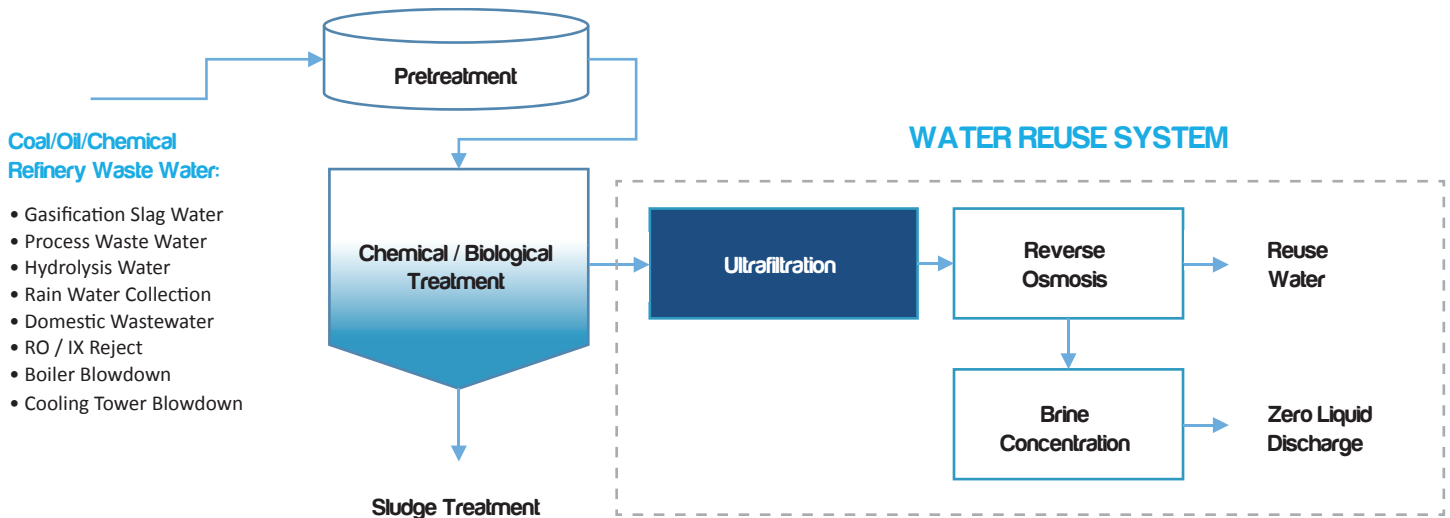 Pretreatment
Coal/Oil/Chemical
Refinery Waste Water:
• Gasification Slag Water
• Process Waste Water
• Hydrolysis Water
• Rain Water Collection
• Domestic Wastewater
• RO / IX Reject
• Boiler Blowdown
• Cooling Tower Blowdown
Chemical / Biological
Treatment
Sludge Treatment
WATER REUSE SYSTEM
Ultrafiltration
Reverse
Osmosis
Reuse
Water
Brine
Concentration
Zero Liquid
Discharge